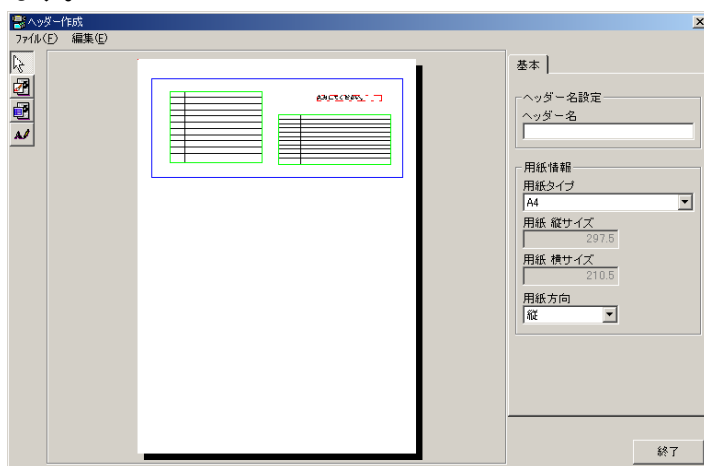 ヘッダー作成
ファイル(F) 編集(E)
基本
ヘッダー名設定
ヘッダー名
用紙情報
用紙タイプ
A4
用紙 縦サイズ
297.5
用紙 横サイズ
210.5
用紙方向
縦
終了